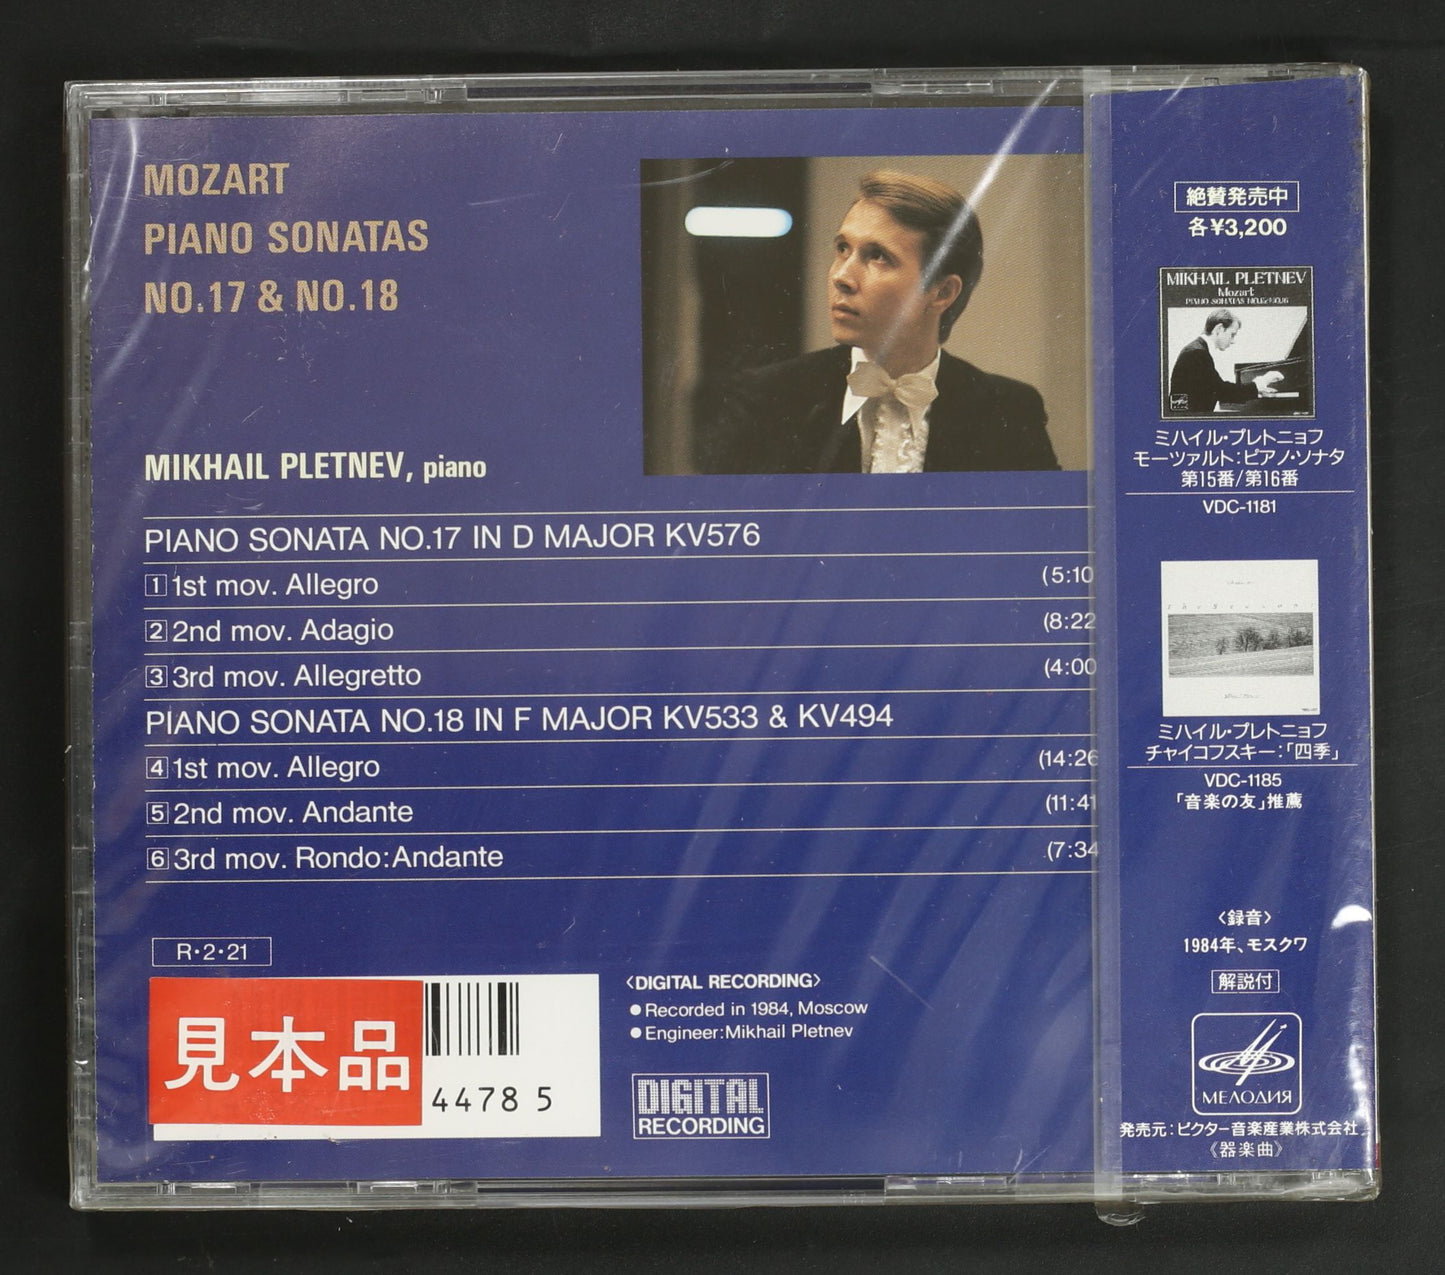 MOZART
PIANO SONATAS
NO.17 & NO.18
MIKHAIL PLETNEV, piano
PIANO SONATA NO.17 IN D MAJOR KV576
1 1st mov. Allegro (5:10
2 2nd mov. Adagio (8:22
3 3rd mov. Allegretto (4:00
PIANO SONATA NO.18 IN F MAJOR KV533 & KV494
4 1st mov. Allegro (14:26
5 2nd mov. Andante (11:41
6 3rd mov. Rondo:Andante (7:34
R・2・21
見本品
4478 5
〈DIGITAL RECORDING〉
●Recorded in 1984, Moscow
●Engineer:Mikhail Pletnev
DIGITAL
RECORDING
絶賛発売中
各¥3,200
MIKHAIL PLETNEV
Mozart
PIANO SONATAS NO.15&NO.16
ミハイル・プレトニョフ
モーツァルト:ピアノ・ソナタ
第15番/第16番
VDC-1181
ミハイル・プレトニョフ
チャイコフスキー:「四季」
VDC-1185
「音楽の友」推薦
〈録音〉
1984年、モスクワ
解説付
МЕЛОДИЯ
発売元:ビクター音楽産業株式会社
《器楽曲》